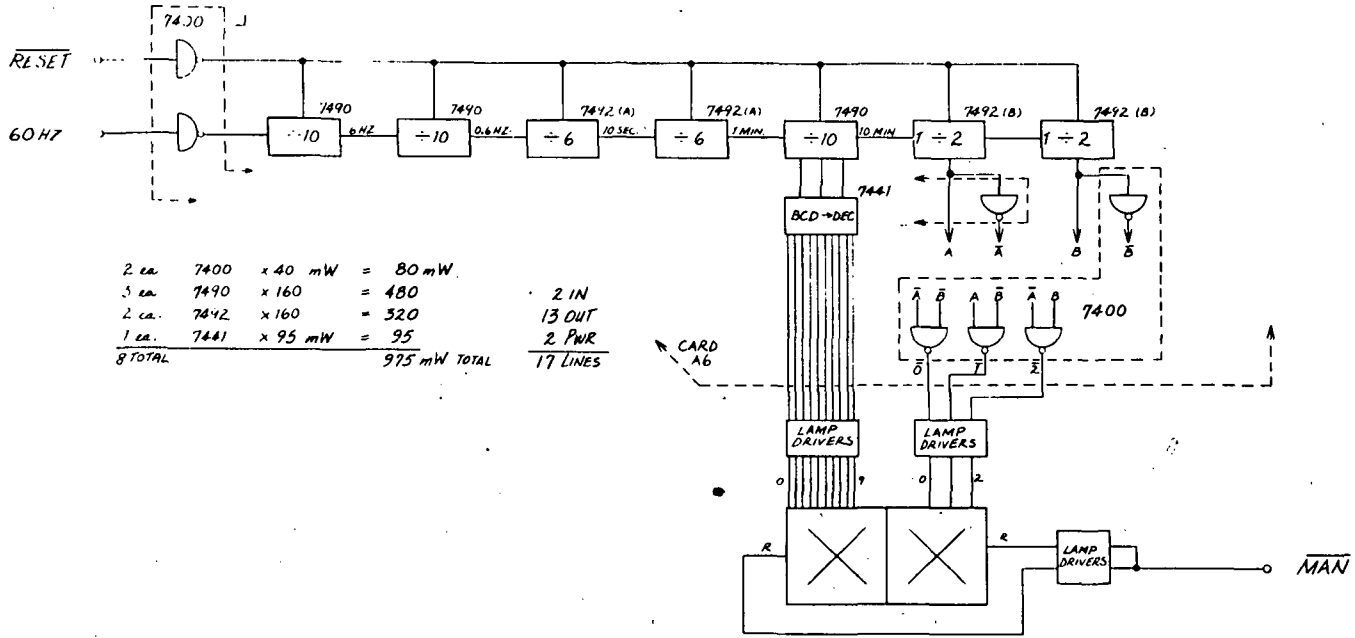 7400
RESET
60 HZ
÷10
7490
6 HZ
÷10
7490
0.6 HZ.
÷6
7492 (A)
10 SEC.
÷6
7492 (A)
1 MIN.
÷10
7490
10 MIN
1 ÷2
7492 (B)
1 ÷2
7492 (B)
7441
BCD→DEC
A
A̅
B
B̅
2 ea 7400 x 40 mW = 80 mW
3 ea 7490 x 160 = 480
2 ea. 7492 x 160 = 320
1 ea. 7441 x 95 mW = 95
8 TOTAL 975 mW TOTAL
2 IN
13 OUT
2 PWR
17 LINES
A̅ B̅ A B̅ A̅ B
7400
0̅ 1̅ 2̅
CARD
A6
LAMP
DRIVERS
LAMP
DRIVERS
0 9 0 2
R
R
LAMP
DRIVERS
M̅A̅N̅